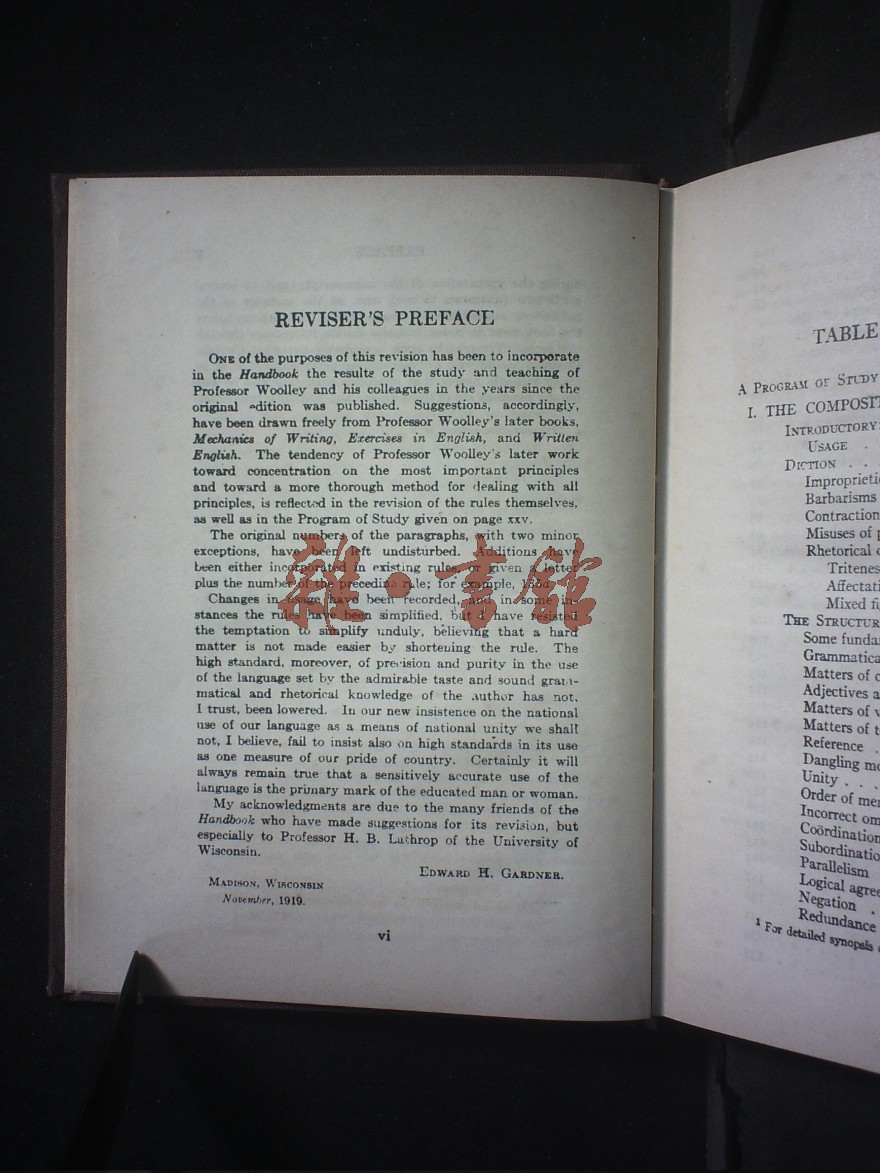 REVISER'S PREFACE
ONE of the purposes of this revision has been to incorporate
in the Handbook the results of the study and teaching of
Professor Woolley and his colleagues in the years since the
original edition was published. Suggestions, accordingly,
have been drawn freely from Professor Woolley's later books,
Mechanics of Writing, Exercises in English, and Written
English. The tendency of Professor Woolley's later work
toward concentration on the most important principles
and toward a more thorough method for dealing with all
principles, is reflected in the revision of the rules themselves,
as well as in the Program of Study given on page xxv.
The original numbers of the paragraphs, with two minor
exceptions, have been left undisturbed. Additions have
been either incorporated in existing rules or given a letter
plus the number of the preceding rule; for example,
Changes in usage have been recorded, and in some in-
stances the rules have been simplified, but I have resisted
the temptation to simplify unduly, believing that a hard
matter is not made easier by shortening the rule. The
high standard, moreover, of precision and purity in the use
of the language set by the admirable taste and sound gram-
matical and rhetorical knowledge of the author has not,
I trust, been lowered. In our new insistence on the national
use of our language as a means of national unity we shall
not, I believe, fail to insist also on high standards in its use
as one measure of our pride of country. Certainly it will
always remain true that a sensitively accurate use of the
language is the primary mark of the educated man or woman.
My acknowledgments are due to the many friends of the
Handbook who have made suggestions for its revision, but
especially to Professor H. B. Lathrop of the University of
Wisconsin.
EDWARD H. GARDNER.
MADISON, WISCONSIN
November, 1919.
vi
雜·書館
TABLE
A PROGRAM OF STUDY
I. THE COMPOSIT
INTRODUCTORY:
USAGE .
DICTION . .
Improprieti
Barbarisms
Contraction
Misuses of p
Rhetorical
Tritenes
Affectati
Mixed fi
THE STRUCTUR
Some funda
Grammatica
Matters of c
Adjectives a
Matters of v
Matters of t
Reference .
Dangling mo
Unity . . .
Order of me
Incorrect om
Coördination
Subordinatio
Parallelism
Logical agree
Negation .
Redundance
1 For detailed synopsis